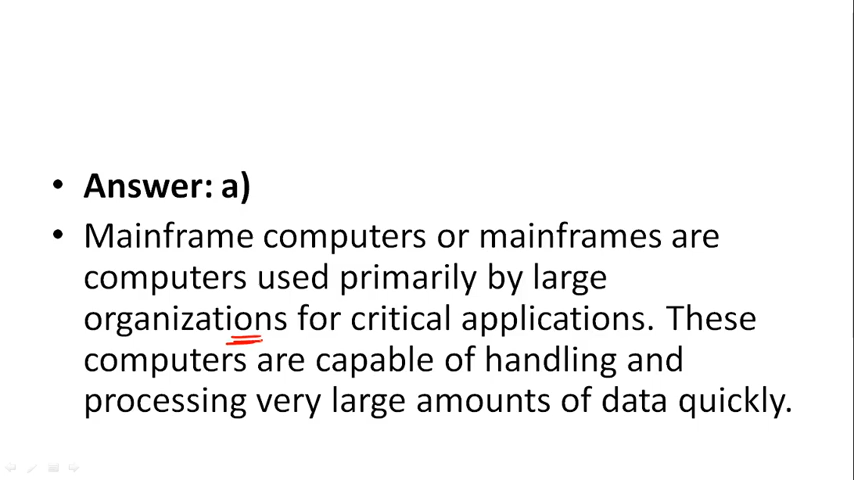 • Answer: a)
• Mainframe computers or mainframes are
computers used primarily by large
organizations for critical applications. These
computers are capable of handling and
processing very large amounts of data quickly.